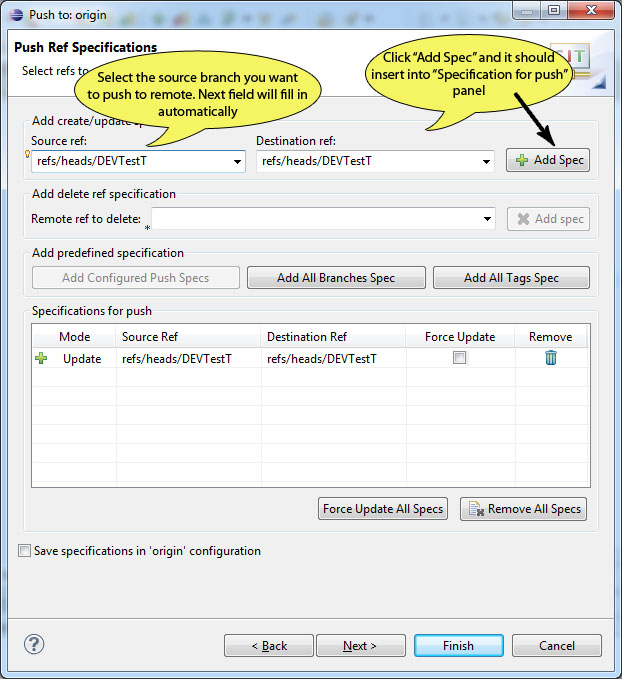 Push to: origin
Push Ref Specifications
Select refs to
Select the source branch you want
to push to remote. Next field will fill in
automatically
Click "Add Spec" and it should
insert into "Specification for push"
panel
IT
Add create/update
Source ref:
Destination ref:
refs/heads/DEVTestT
refs/heads/DEVTestT
Add Spec
Add delete ref specification
Remote ref to delete:
*
Add spec
Add predefined specification
Add Configured Push Specs
Add All Branches Spec
Add All Tags Spec
Specifications for push
Mode Source Ref Destination Ref Force Update Remove
Update refs/heads/DEVTestT refs/heads/DEVTestT
Force Update All Specs
Remove All Specs
Save specifications in 'origin' configuration
?
< Back
Next >
Finish
Cancel